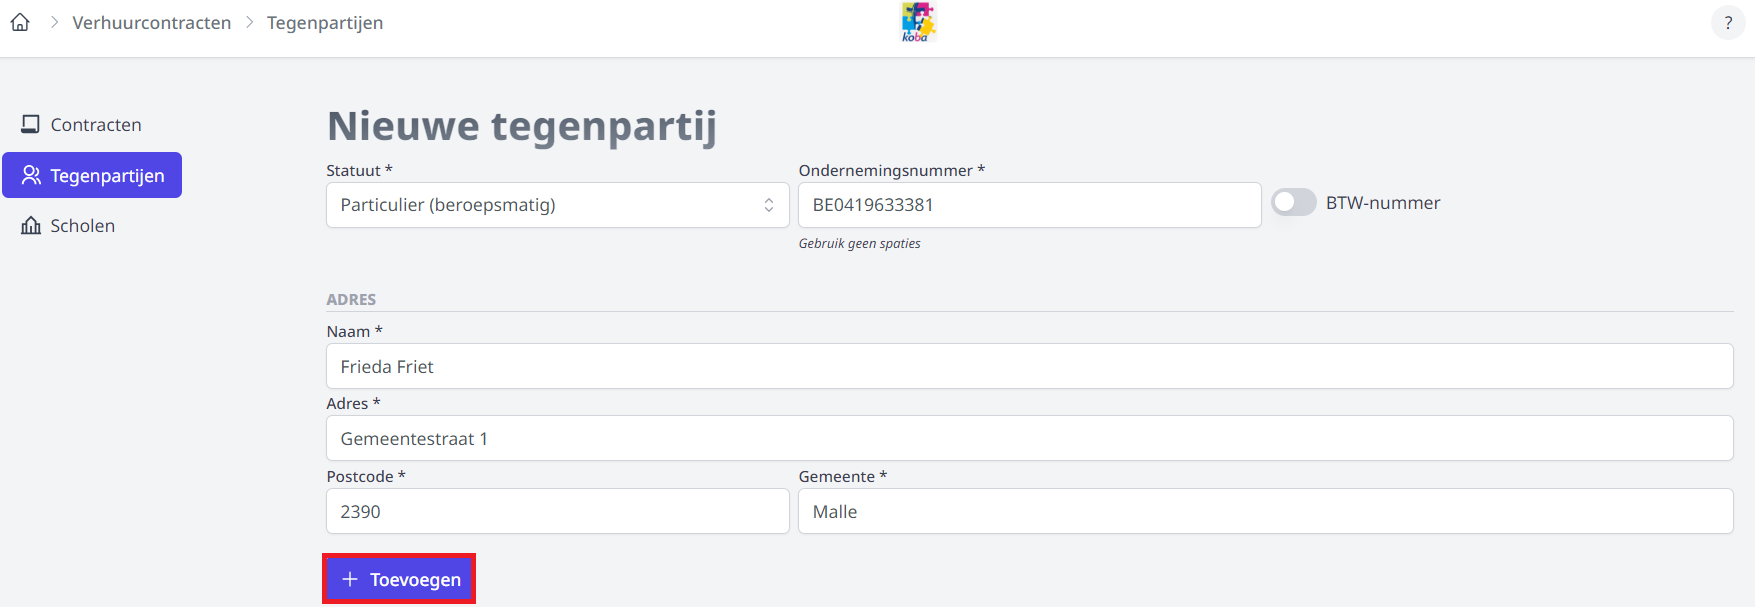 Verhuurcontracten Tegenpartijen
koba
?
Contracten
Tegenpartijen
Scholen
Nieuwe tegenpartij
Statuut * Ondernemingsnummer *
Particulier (beroepsmatig) BE0419633381 BTW-nummer
Gebruik geen spaties
ADRES
Naam *
Frieda Friet
Adres *
Gemeentestraat 1
Postcode * Gemeente *
2390 Malle
Toevoegen